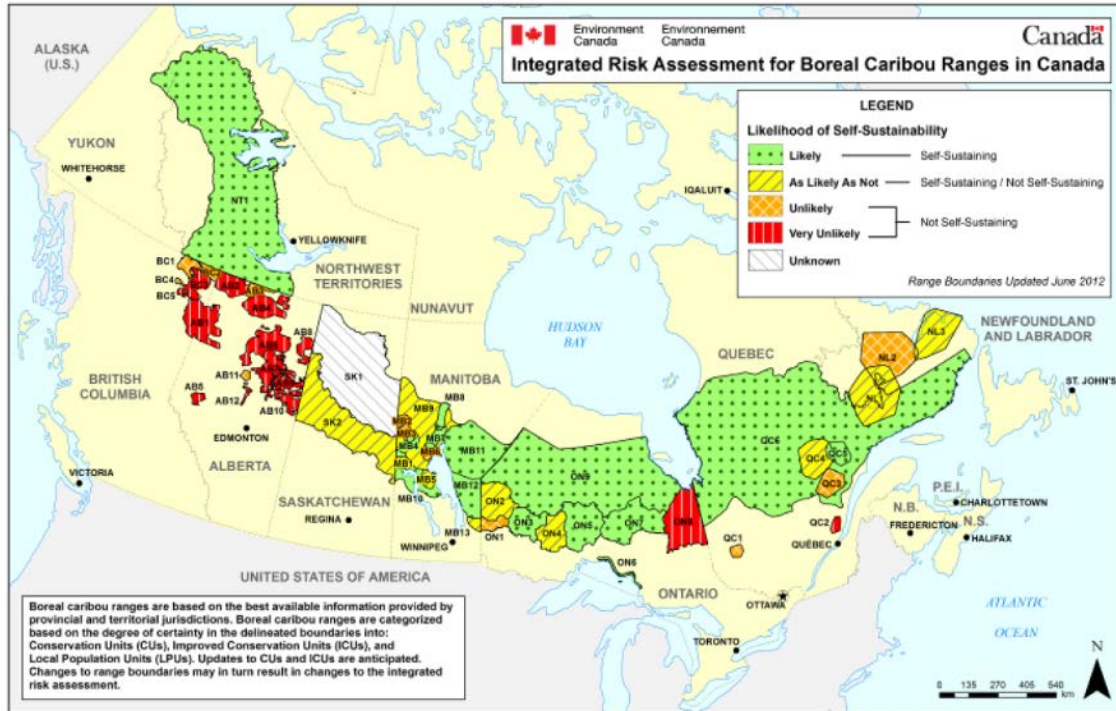 ALASKA
(U.S.)
Environment
Canada
Environnement
Canada
Canada
Integrated Risk Assessment for Boreal Caribou Ranges in Canada
LEGEND
Likelihood of Self-Sustainability
Likely
Self-Sustaining
As Likely As Not
Self-Sustaining / Not Self-Sustaining
Unlikely
Not Self-Sustaining
Very Unlikely
Unknown
Range Boundaries Updated June 2012
YUKON
WHITEHORSE
IQALUIT
NT1
YELLOWKNIFE
BC1
BC4
BC3
AB2
AB3
BC5
AB4
NORTHWEST
TERRITORIES
NUNAVUT
HUDSON
BAY
AB1
AB8
QUEBEC
NEWFOUNDLAND
AND LABRADOR
NL3
NL2
NL1
BRITISH
COLUMBIA
AB11
AB12
AB10
SK1
SK2
MANITOBA
MB8
MB9
MB2
MB3
MB4
MB6
MB1
MB5
MB10
MB11
MB12
MB13
ST. JOHN'S
EDMONTON
ALBERTA
VICTORIA
SASKATCHEWAN
REGINA
WINNIPEG
ON9
ON2
ON1
ON3
ON4
ON5
ON7
ON6
QC6
QC4
QC5
QC3
QC2
QC1
P.E.I.
CHARLOTTETOWN
N.B.
N.S.
FREDERICTON
HALIFAX
QUÉBEC
UNITED STATES OF AMERICA
ONTARIO
OTTAWA
TORONTO
ATLANTIC
OCEAN
Boreal caribou ranges are based on the best available information provided by
provincial and territorial jurisdictions. Boreal caribou ranges are categorized
based on the degree of certainty in the delineated boundaries into:
Conservation Units (CUs), Improved Conservation Units (ICUs), and
Local Population Units (LPUs). Updates to CUs and ICUs are anticipated.
Changes to range boundaries may in turn result in changes to the integrated
risk assessment.
N
0 135 270 405 540
km